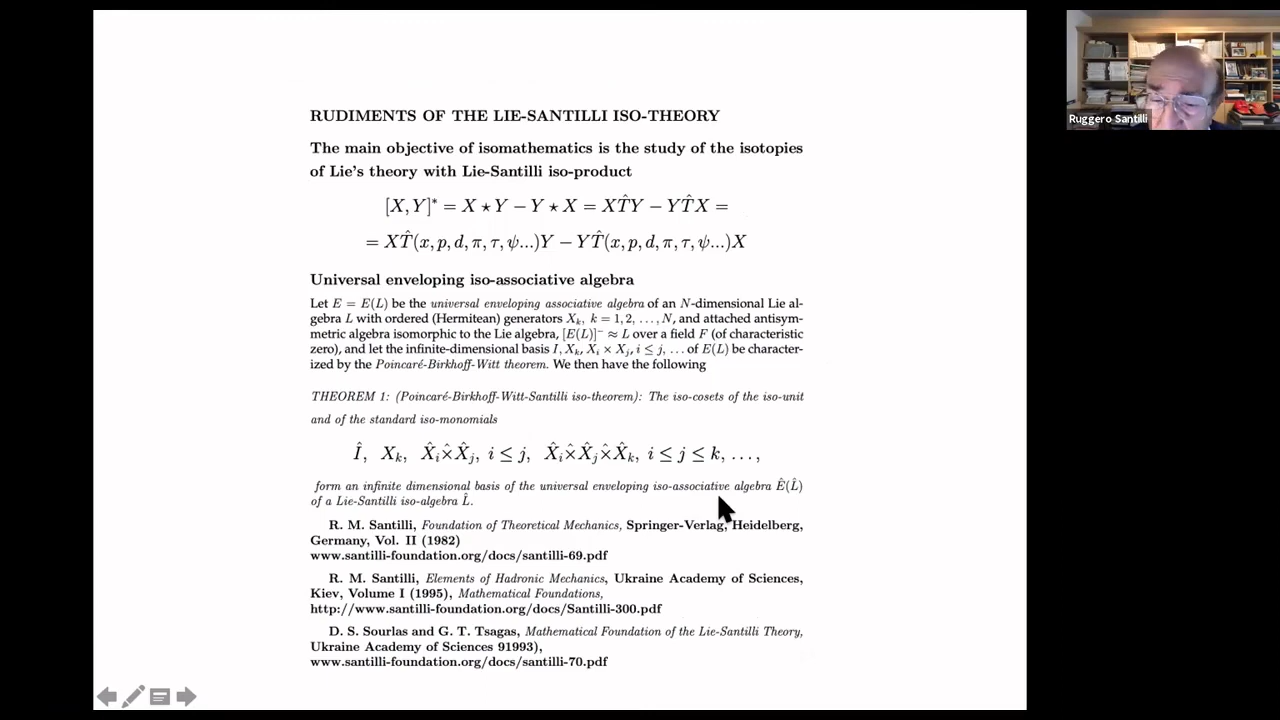 RUDIMENTS OF THE LIE-SANTILLI ISO-THEORY
The main objective of isomathematics is the study of the isotopies
of Lie's theory with Lie-Santilli iso-product
[X, Y]* = X ⋆ Y − Y ⋆ X = XT̂Y − YT̂X =
= XT̂(x, p, d, π, τ, ψ...)Y − YT̂(x, p, d, π, τ, ψ...)X
Universal enveloping iso-associative algebra
Let E = E(L) be the universal enveloping associative algebra of an N-dimensional Lie al-
gebra L with ordered (Hermitean) generators Xₖ, k = 1, 2, . . . , N, and attached antisym-
metric algebra isomorphic to the Lie algebra, [E(L)]⁻ ≈ L over a field F (of characteristic
zero), and let the infinite-dimensional basis I, Xₖ, Xᵢ × Xⱼ, i ≤ j, . . . of E(L) be character-
ized by the Poincaré-Birkhoff-Witt theorem. We then have the following
THEOREM 1: (Poincaré-Birkhoff-Witt-Santilli iso-theorem): The iso-cosets of the iso-unit
and of the standard iso-monomials
Î, Xₖ, X̂ᵢ×̂X̂ⱼ, i ≤ j, X̂ᵢ×̂X̂ⱼ×̂X̂ₖ, i ≤ j ≤ k, . . . ,
form an infinite dimensional basis of the universal enveloping iso-associative algebra Ê(L̂)
of a Lie-Santilli iso-algebra L̂.
R. M. Santilli, Foundation of Theoretical Mechanics, Springer-Verlag, Heidelberg,
Germany, Vol. II (1982)
www.santilli-foundation.org/docs/santilli-69.pdf
R. M. Santilli, Elements of Hadronic Mechanics, Ukraine Academy of Sciences,
Kiev, Volume I (1995), Mathematical Foundations,
http://www.santilli-foundation.org/docs/Santilli-300.pdf
D. S. Sourlas and G. T. Tsagas, Mathematical Foundation of the Lie-Santilli Theory,
Ukraine Academy of Sciences 91993),
www.santilli-foundation.org/docs/santilli-70.pdf
Ruggero Santilli